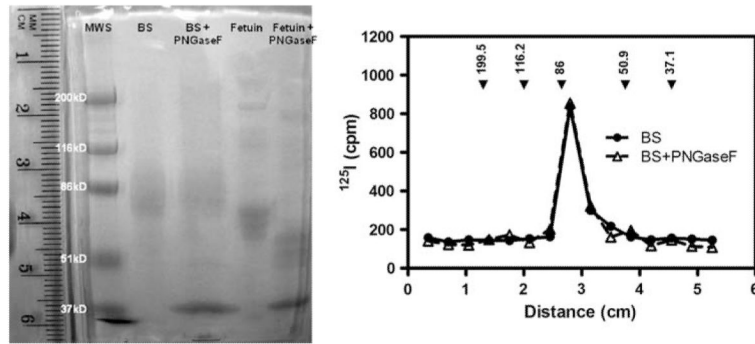 MM
CM
1
2
3
4
5
6
MWS BS BS + Fetuin Fetuin +
PNGaseF PNGaseF
200kD
116kD
86kD
51kD
37kD
1200
1000
800
600
400
200
0
125I (cpm)
199.5
116.2
86
50.9
37.1
BS
BS+PNGaseF
0 1 2 3 4 5 6
Distance (cm)